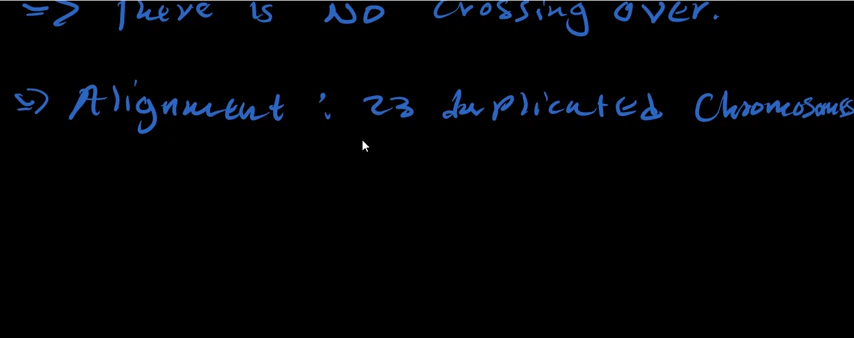 => There is NO Crossing over.
=> Alignment : 23 duplicated Chromosomes